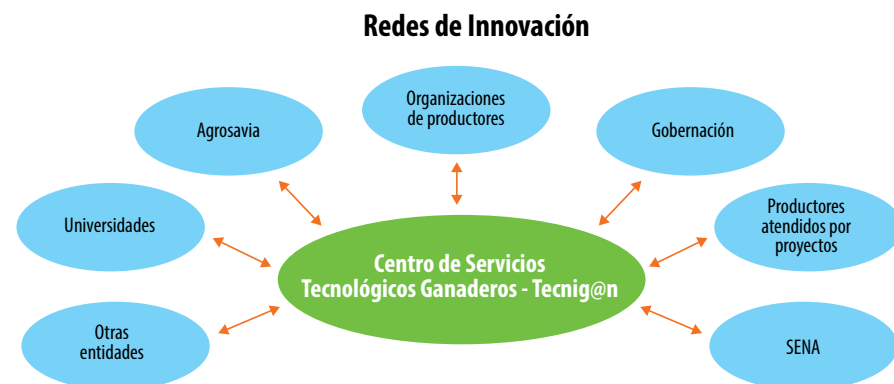 Redes de Innovación
Organizaciones
de productores
Agrosavia
Gobernación
Universidades
Productores
atendidos por
proyectos
Centro de Servicios
Tecnológicos Ganaderos - Tecnig@n
Otras
entidades
SENA